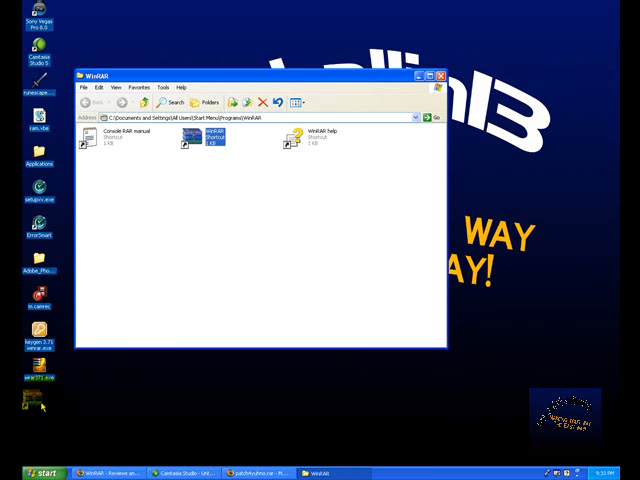 Sony Vegas
Pro 8.0
Camtasia
Studio 5
runescape...
ram.vbe
Applications
setupxv.exe
ErrorSmart
Adobe_Pho...
m.camrec
keygen 3.71
winrar.exe
wrar371.exe
WinRAR
File Edit View Favorites Tools Help
Back Search Folders
Address C:\Documents and Settings\All Users\Start Menu\Programs\WinRAR Go
Console RAR manual
Shortcut
1 KB
WinRAR
Shortcut
1 KB
WinRAR help
Shortcut
1 KB
WAY
AY!
start WinRAR - Reviews an... Camtasia Studio - Unt... patch4yuhno.rar - Pi... WinRAR 9:33 PM